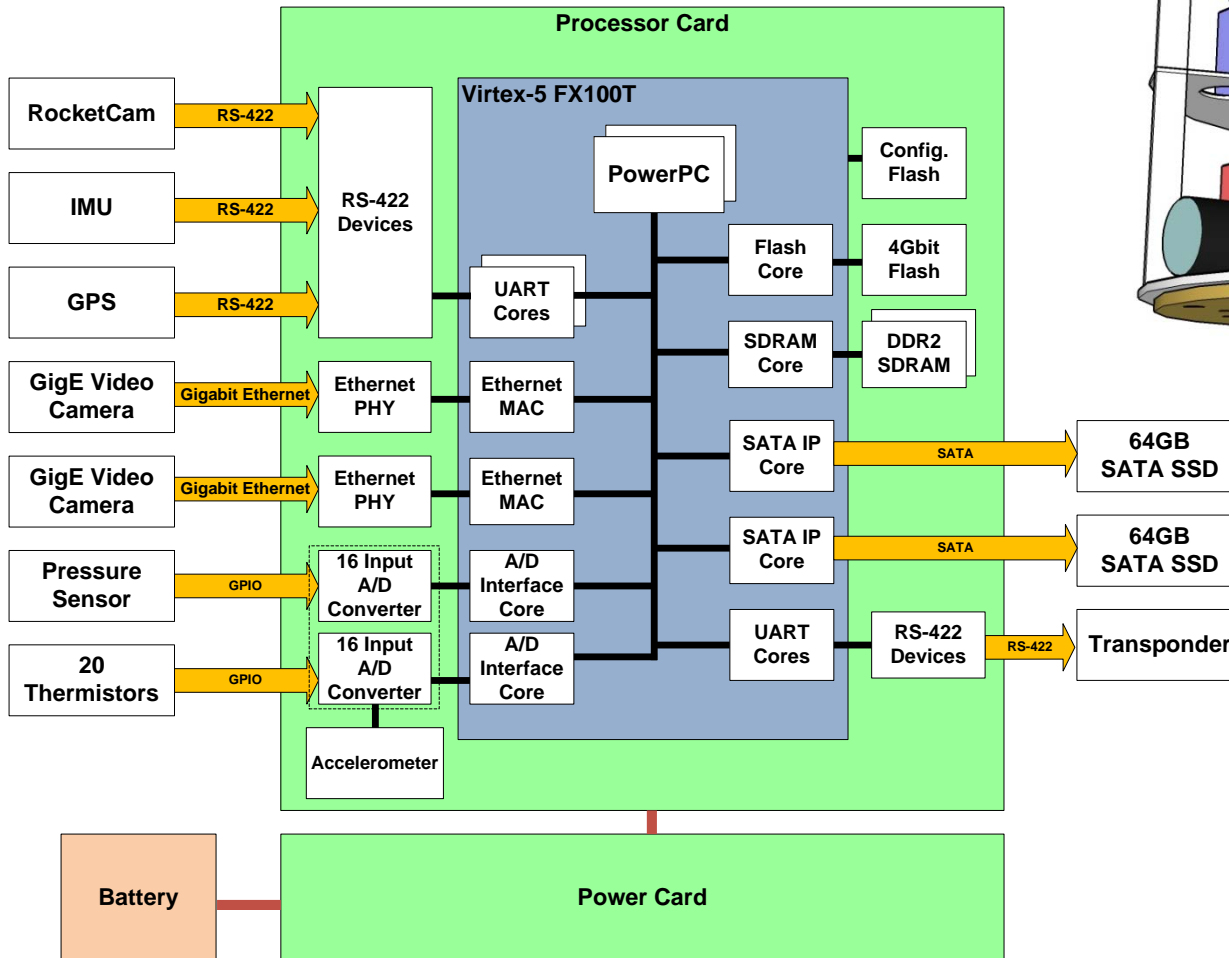 Processor Card
Virtex-5 FX100T
RocketCam
RS-422
IMU
RS-422
GPS
RS-422
RS-422
Devices
UART
Cores
PowerPC
Config.
Flash
Flash
Core
4Gbit
Flash
SDRAM
Core
DDR2
SDRAM
GigE Video
Camera
Gigabit Ethernet
Ethernet
PHY
Ethernet
MAC
GigE Video
Camera
Gigabit Ethernet
Ethernet
PHY
Ethernet
MAC
SATA IP
Core
SATA
64GB
SATA SSD
SATA IP
Core
SATA
64GB
SATA SSD
Pressure
Sensor
GPIO
16 Input
A/D
Converter
A/D
Interface
Core
20
Thermistors
GPIO
16 Input
A/D
Converter
A/D
Interface
Core
UART
Cores
RS-422
Devices
RS-422
Transponder
Accelerometer
Battery
Power Card